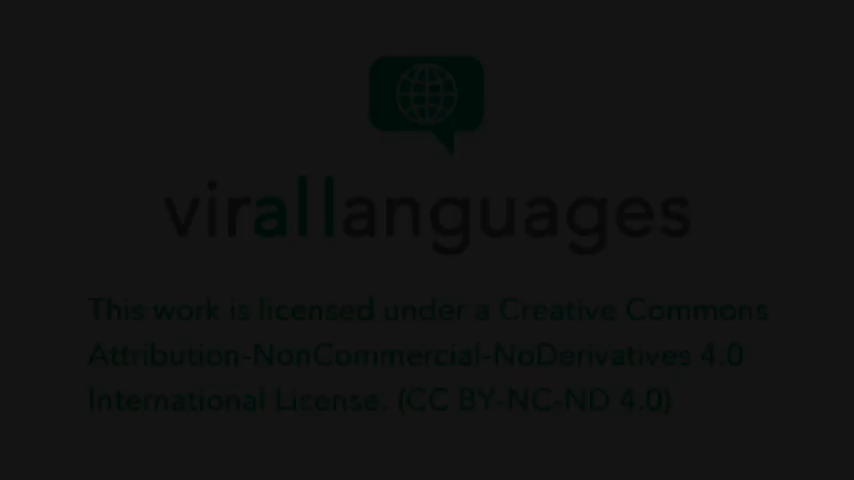 virallanguages
This work is licensed under a Creative Commons
Attribution-NonCommercial-NoDerivatives 4.0
International License. (CC BY-NC-ND 4.0)